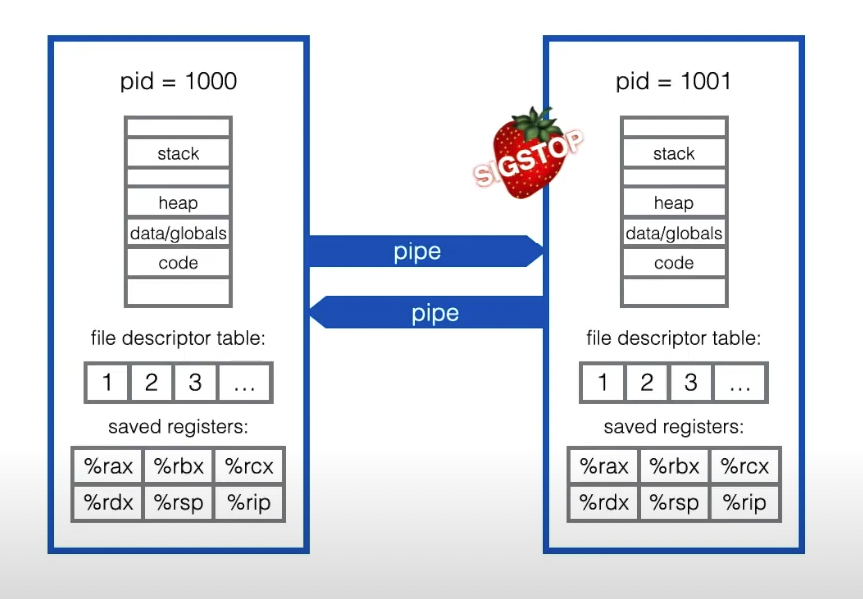 pid = 1000
stack
heap
data/globals
code
file descriptor table:
1 2 3 ...
saved registers:
%rax %rbx %rcx
%rdx %rsp %rip
pipe
pipe
SIGSTOP
pid = 1001
stack
heap
data/globals
code
file descriptor table:
1 2 3 ...
saved registers:
%rax %rbx %rcx
%rdx %rsp %rip